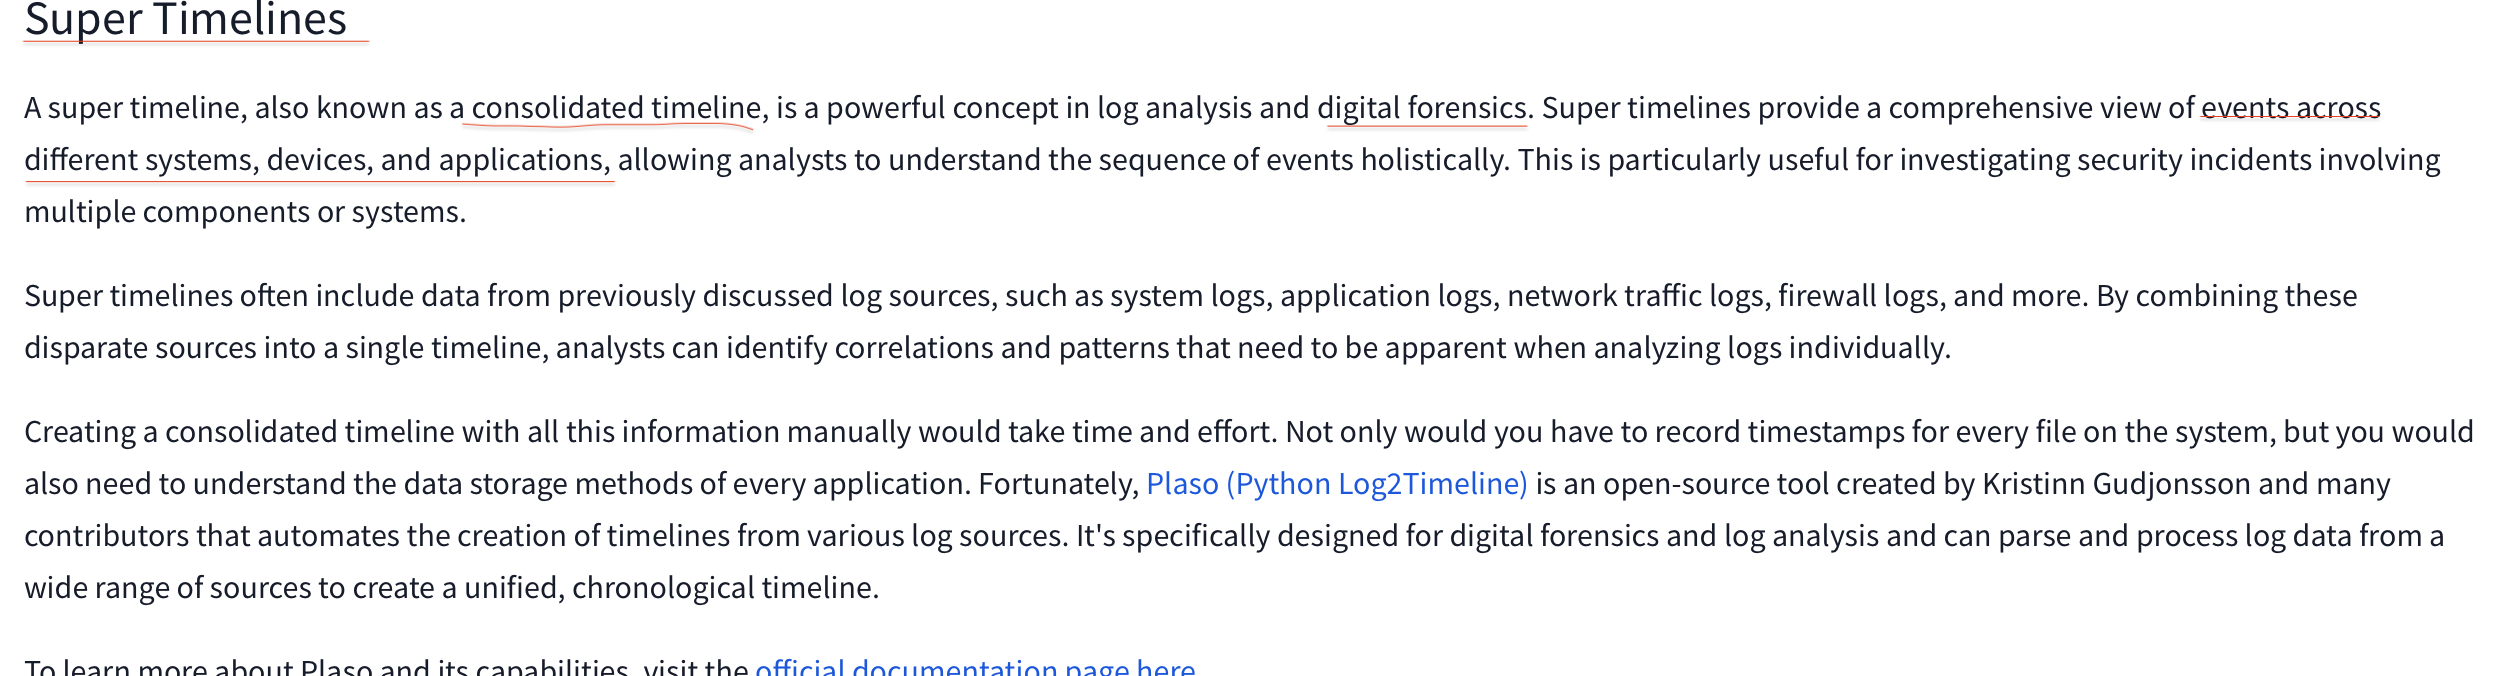 Super Timelines
A super timeline, also known as a consolidated timeline, is a powerful concept in log analysis and digital forensics. Super timelines provide a comprehensive view of events across
different systems, devices, and applications, allowing analysts to understand the sequence of events holistically. This is particularly useful for investigating security incidents involving
multiple components or systems.
Super timelines often include data from previously discussed log sources, such as system logs, application logs, network traffic logs, firewall logs, and more. By combining these
disparate sources into a single timeline, analysts can identify correlations and patterns that need to be apparent when analyzing logs individually.
Creating a consolidated timeline with all this information manually would take time and effort. Not only would you have to record timestamps for every file on the system, but you would
also need to understand the data storage methods of every application. Fortunately, Plaso (Python Log2Timeline) is an open-source tool created by Kristinn Gudjonsson and many
contributors that automates the creation of timelines from various log sources. It's specifically designed for digital forensics and log analysis and can parse and process log data from a
wide range of sources to create a unified, chronological timeline.
To learn more about Plaso and its capabilities, visit the official documentation page here